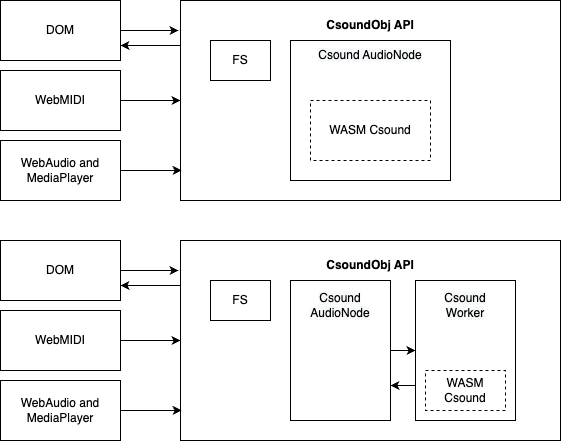 DOM
CsoundObj API
FS
Csound AudioNode
WebMIDI
WASM Csound
WebAudio and
MediaPlayer
DOM
CsoundObj API
FS
Csound
AudioNode
Csound
Worker
WebMIDI
WebAudio and
MediaPlayer
WASM
Csound